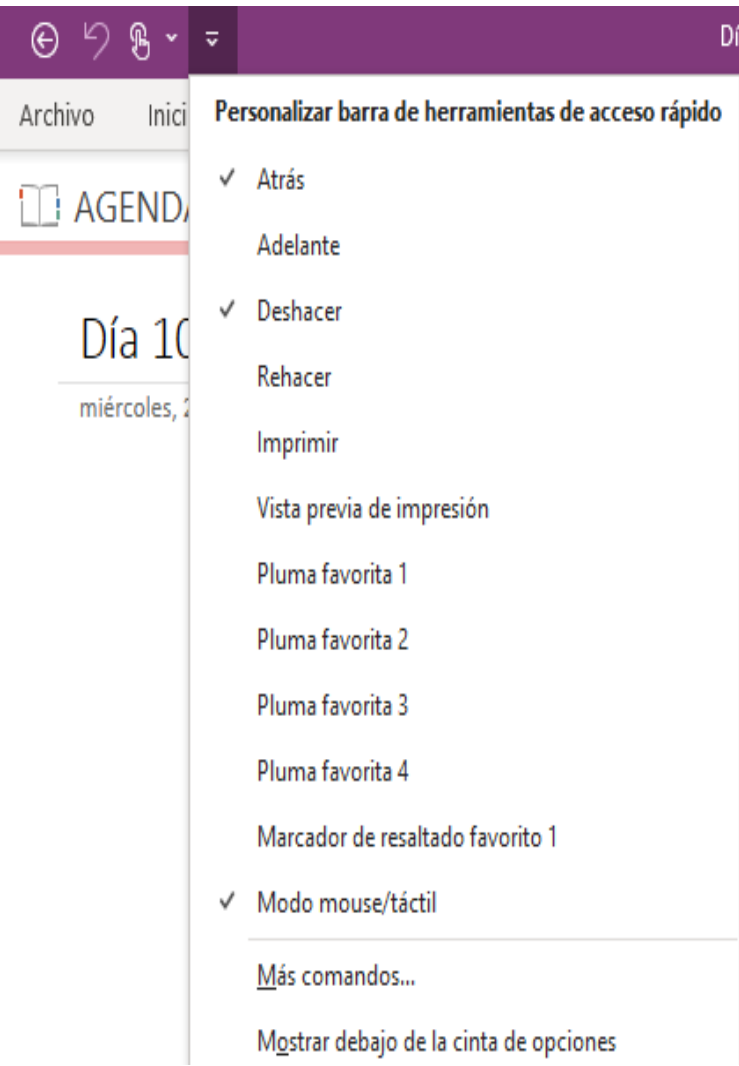 Dí
Archivo Inici
Personalizar barra de herramientas de acceso rápido
AGENDA
Día 10
miércoles, 2
Atrás
Adelante
Deshacer
Rehacer
Imprimir
Vista previa de impresión
Pluma favorita 1
Pluma favorita 2
Pluma favorita 3
Pluma favorita 4
Marcador de resaltado favorito 1
Modo mouse/táctil
Más comandos...
Mostrar debajo de la cinta de opciones